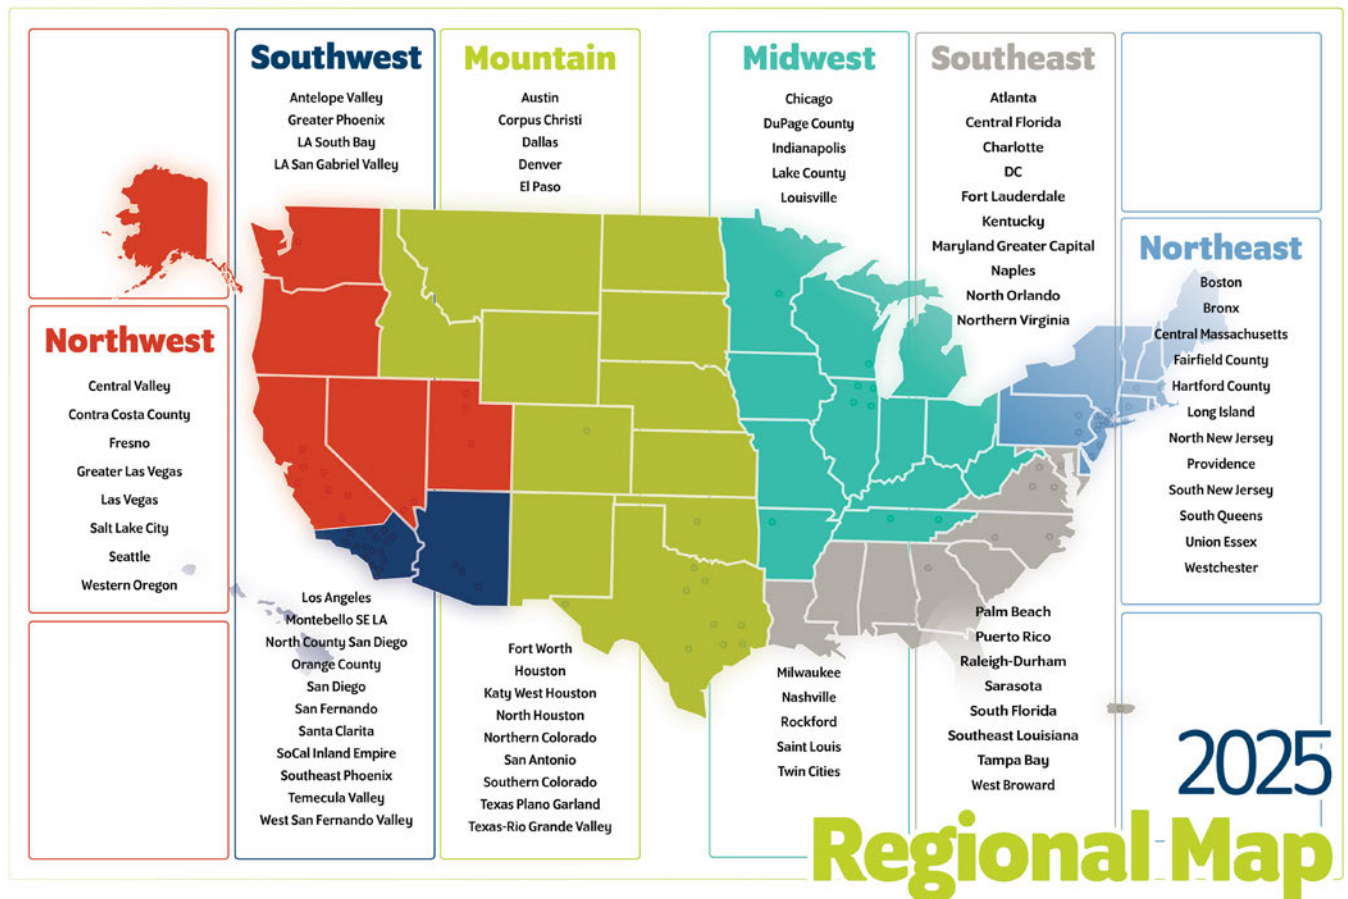 Southwest
Antelope Valley
Greater Phoenix
LA South Bay
LA San Gabriel Valley
Los Angeles
Montebello SE LA
North County San Diego
Orange County
San Diego
San Fernando
Santa Clarita
SoCal Inland Empire
Southeast Phoenix
Temecula Valley
West San Fernando Valley
Mountain
Austin
Corpus Christi
Dallas
Denver
El Paso
Fort Worth
Houston
Katy West Houston
North Houston
Northern Colorado
San Antonio
Southern Colorado
Texas Plano Garland
Texas-Rio Grande Valley
Midwest
Chicago
DuPage County
Indianapolis
Lake County
Louisville
Milwaukee
Nashville
Rockford
Saint Louis
Twin Cities
Southeast
Atlanta
Central Florida
Charlotte
DC
Fort Lauderdale
Kentucky
Maryland Greater Capital
Naples
North Orlando
Northern Virginia
Palm Beach
Puerto Rico
Raleigh-Durham
Sarasota
South Florida
Southeast Louisiana
Tampa Bay
West Broward
Northeast
Boston
Bronx
Central Massachusetts
Fairfield County
Hartford County
Long Island
North New Jersey
Providence
South New Jersey
South Queens
Union Essex
Westchester
Northwest
Central Valley
Contra Costa County
Fresno
Greater Las Vegas
Las Vegas
Salt Lake City
Seattle
Western Oregon
2025
Regional Map